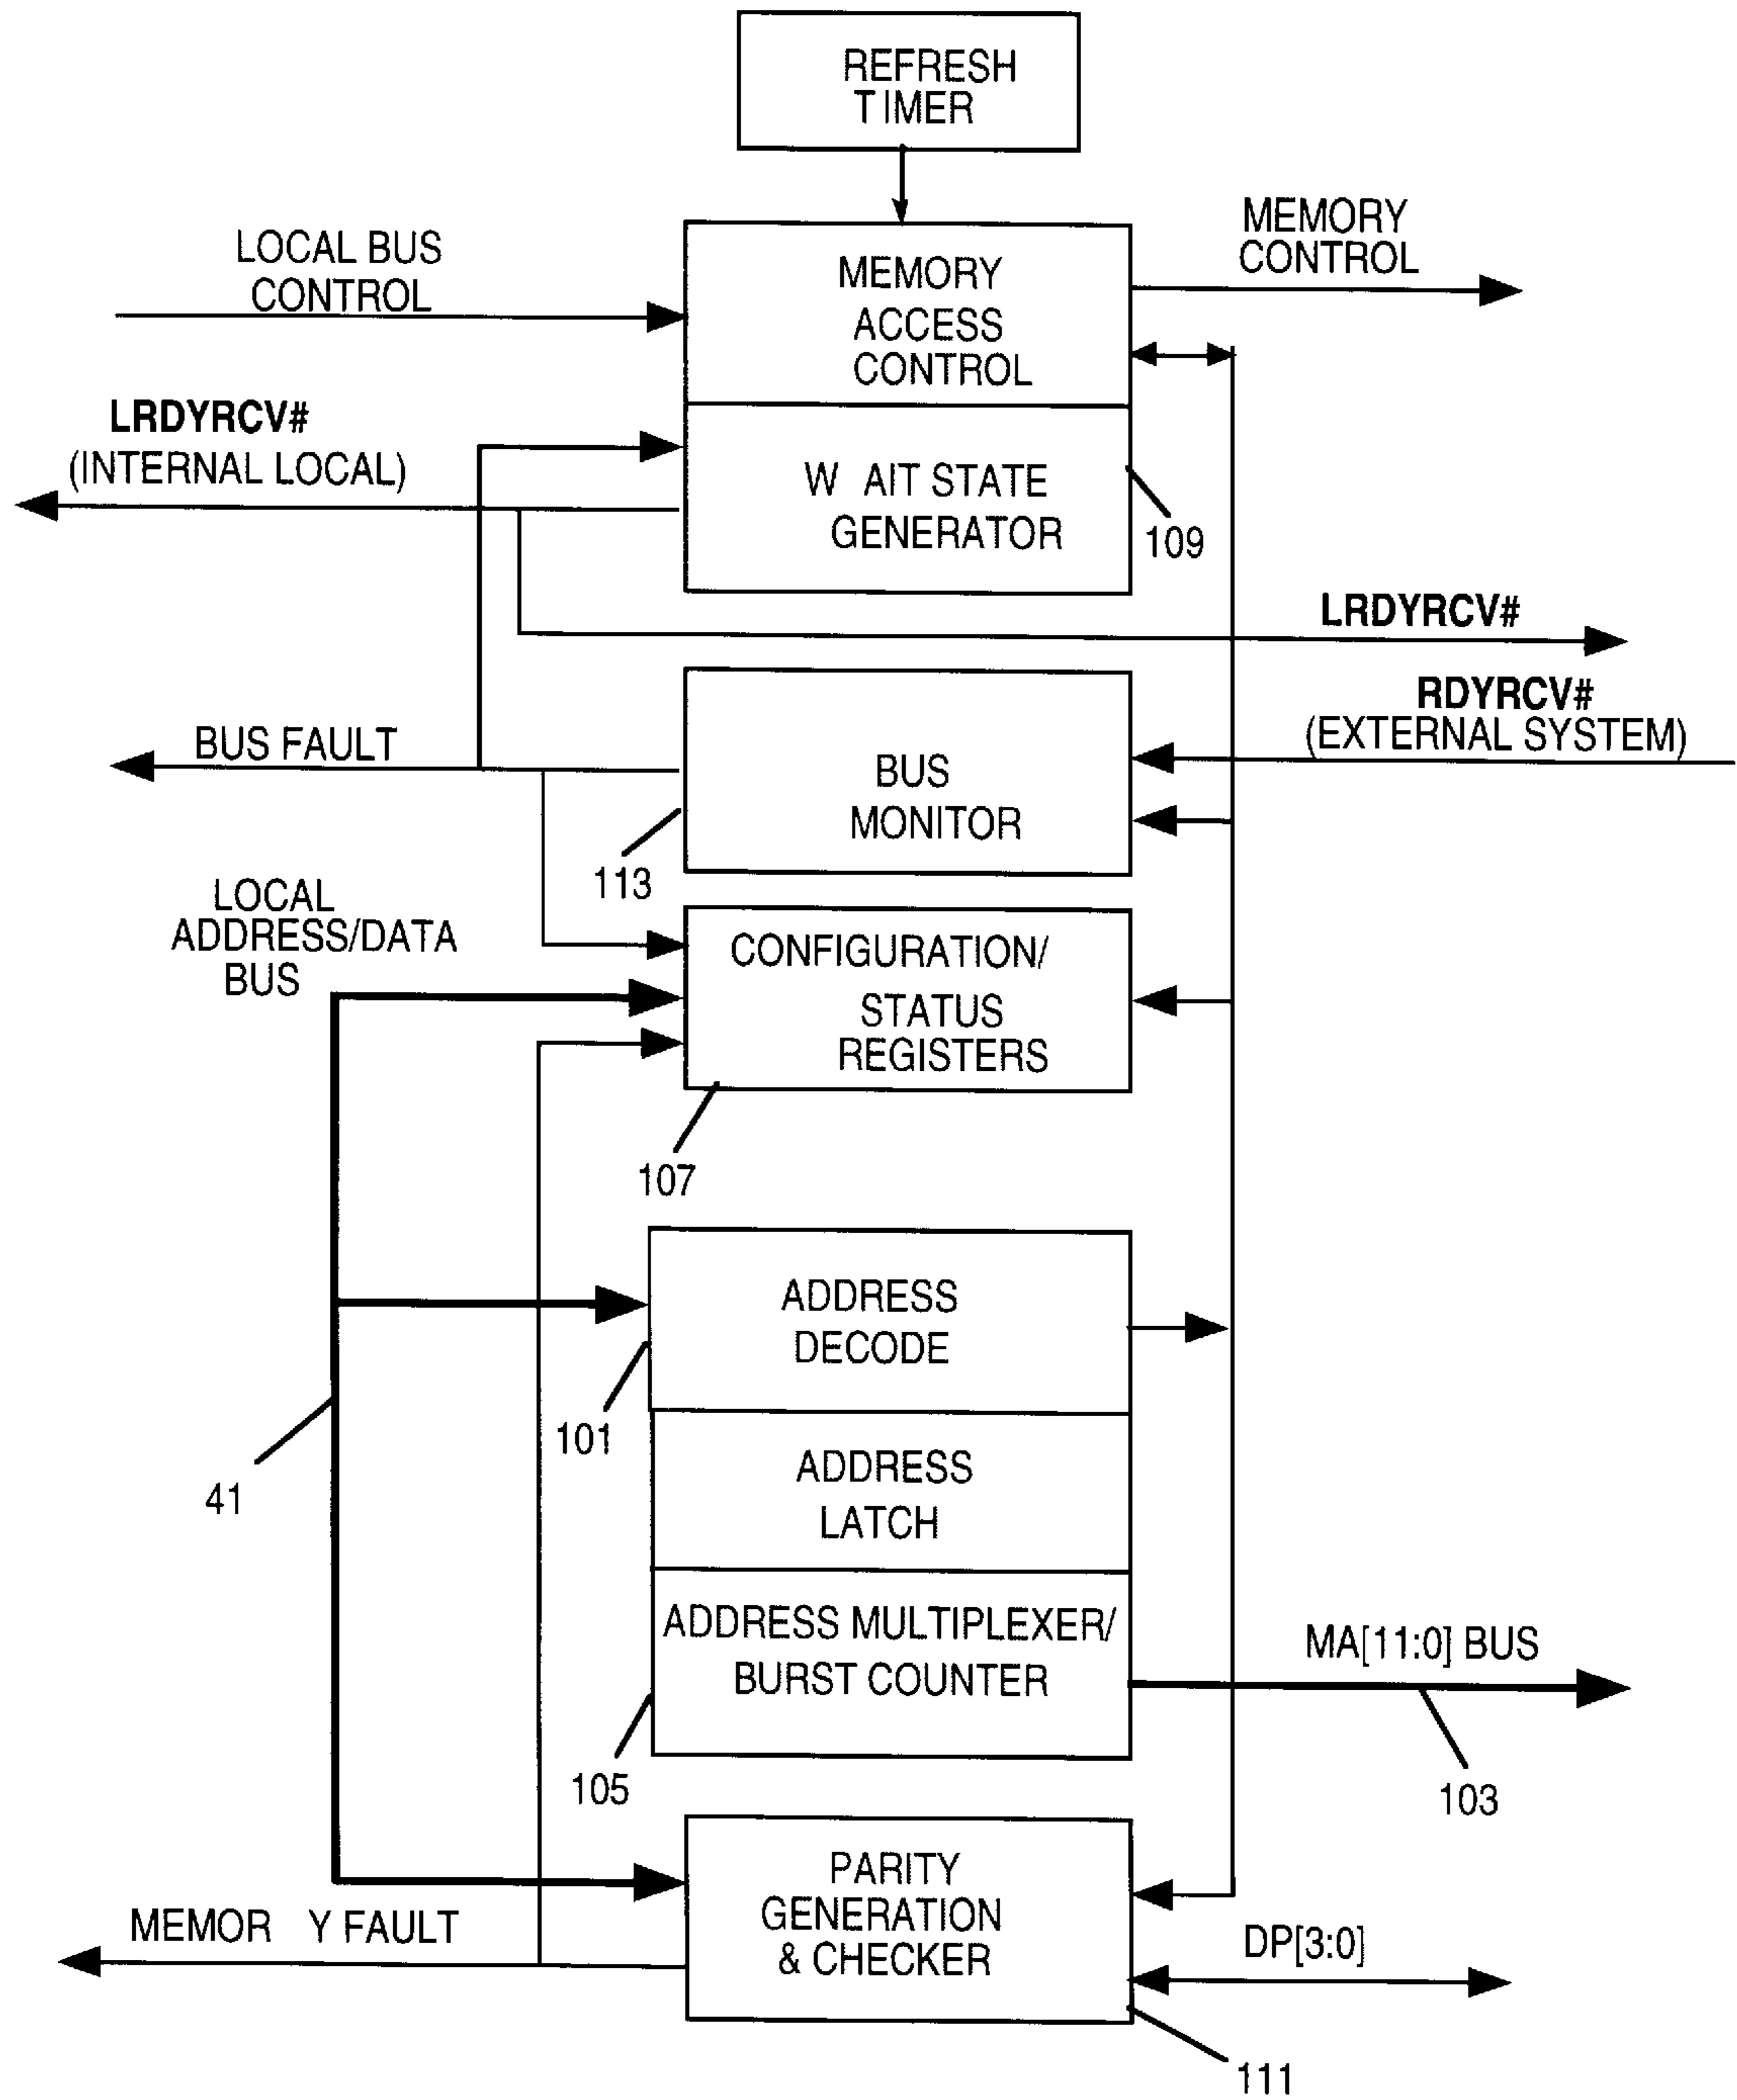 REFRESH
TIMER
LOCAL BUS
CONTROL
MEMORY
ACCESS
CONTROL
MEMORY
CONTROL
LRDYRCV#
(INTERNAL LOCAL)
W AIT STATE
GENERATOR
109
LRDYRCV#
RDYRCV#
(EXTERNAL SYSTEM)
BUS FAULT
BUS
MONITOR
113
LOCAL
ADDRESS/DATA
BUS
CONFIGURATION/
STATUS
REGISTERS
107
ADDRESS
DECODE
101
41
ADDRESS
LATCH
ADDRESS MULTIPLEXER/
BURST COUNTER
105
MA[11:0] BUS
103
PARITY
GENERATION
& CHECKER
MEMOR Y FAULT
DP[3:0]
111